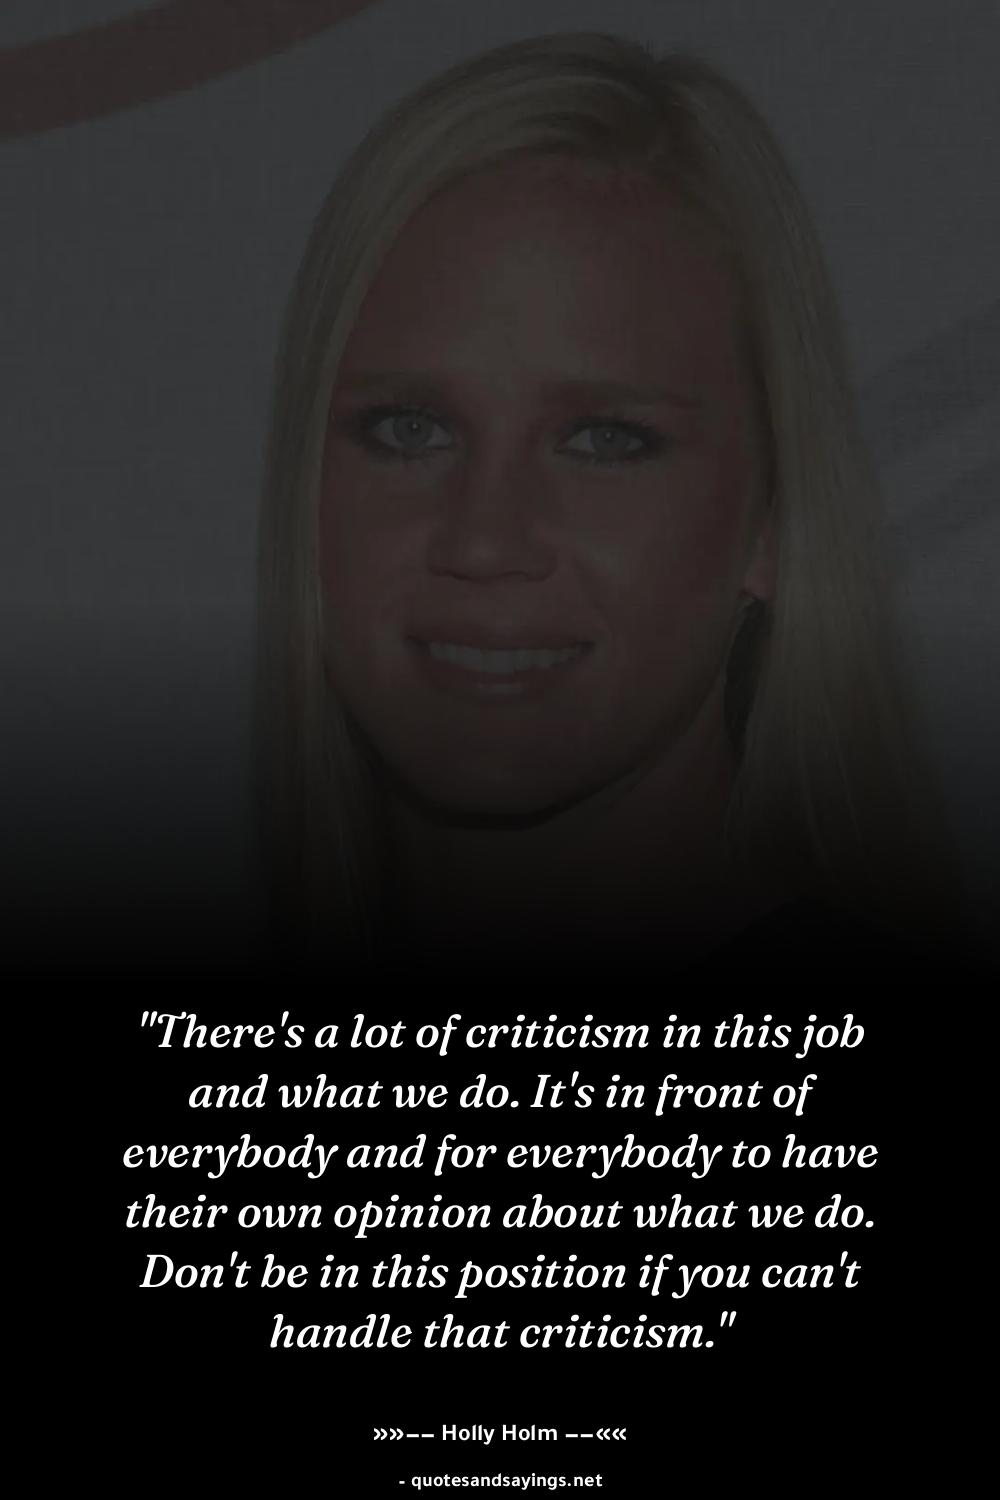 "There's a lot of criticism in this job
and what we do. It's in front of
everybody and for everybody to have
their own opinion about what we do.
Don't be in this position if you can't
handle that criticism."
»»–– Holly Holm ––««
- quotesandsayings.net